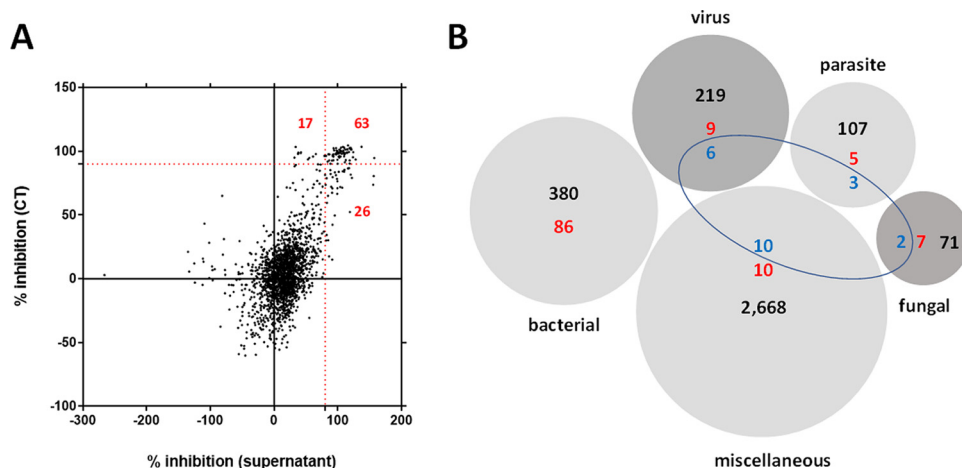 A
150
100
50
0
-50
-100
-300
-200
-100
0
100
200
17
63
26
% inhibition (CT)
% inhibition (supernatant)
B
virus
219
9
6
parasite
107
5
3
380
86
bacterial
10
10
2,668
miscellaneous
2 7 71
fungal